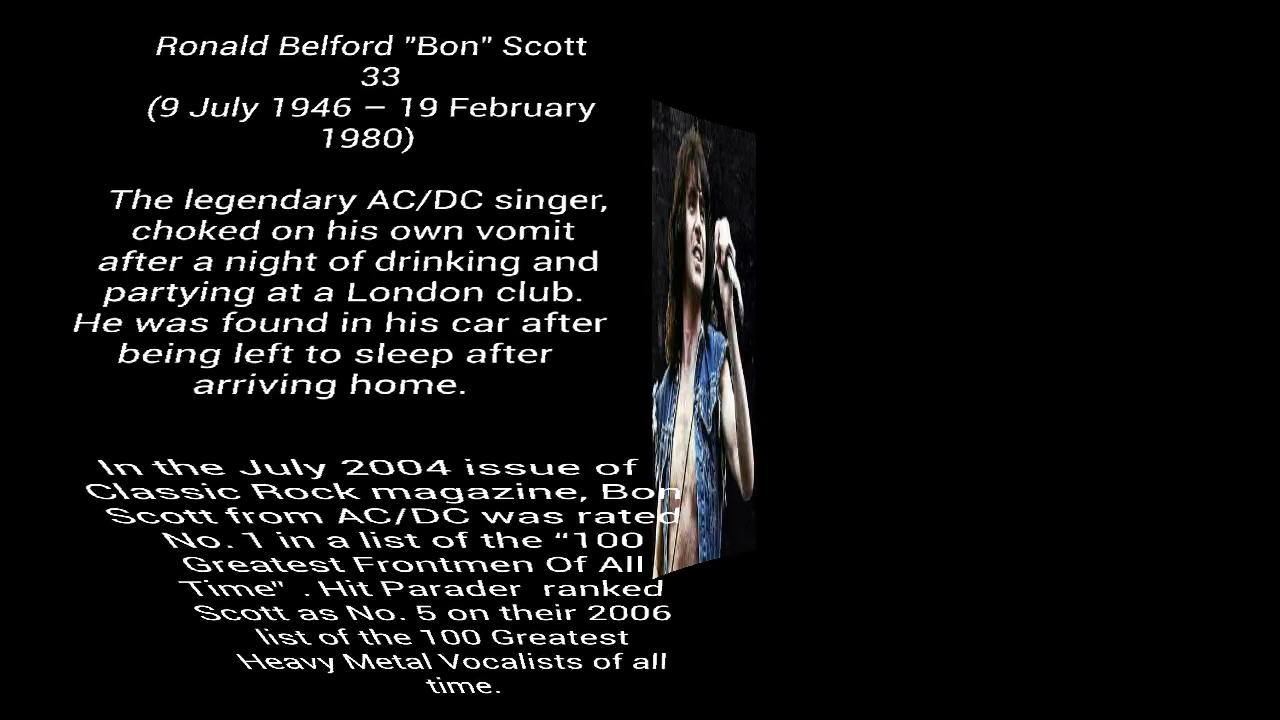 Ronald Belford "Bon" Scott
33
(9 July 1946 – 19 February
1980)
The legendary AC/DC singer,
choked on his own vomit
after a night of drinking and
partying at a London club.
He was found in his car after
being left to sleep after
arriving home.
In the July 2004 issue of
Classic Rock magazine, Bon
Scott from AC/DC was rated
No. 1 in a list of the “100
Greatest Frontmen Of All
Time" . Hit Parader  ranked
Scott as No. 5 on their 2006
list of the 100 Greatest
Heavy Metal Vocalists of all
time.